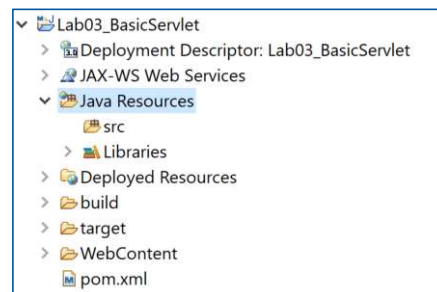 Lab03_BasicServlet
Deployment Descriptor: Lab03_BasicServlet
JAX-WS Web Services
Java Resources
src
Libraries
Deployed Resources
build
target
WebContent
pom.xml